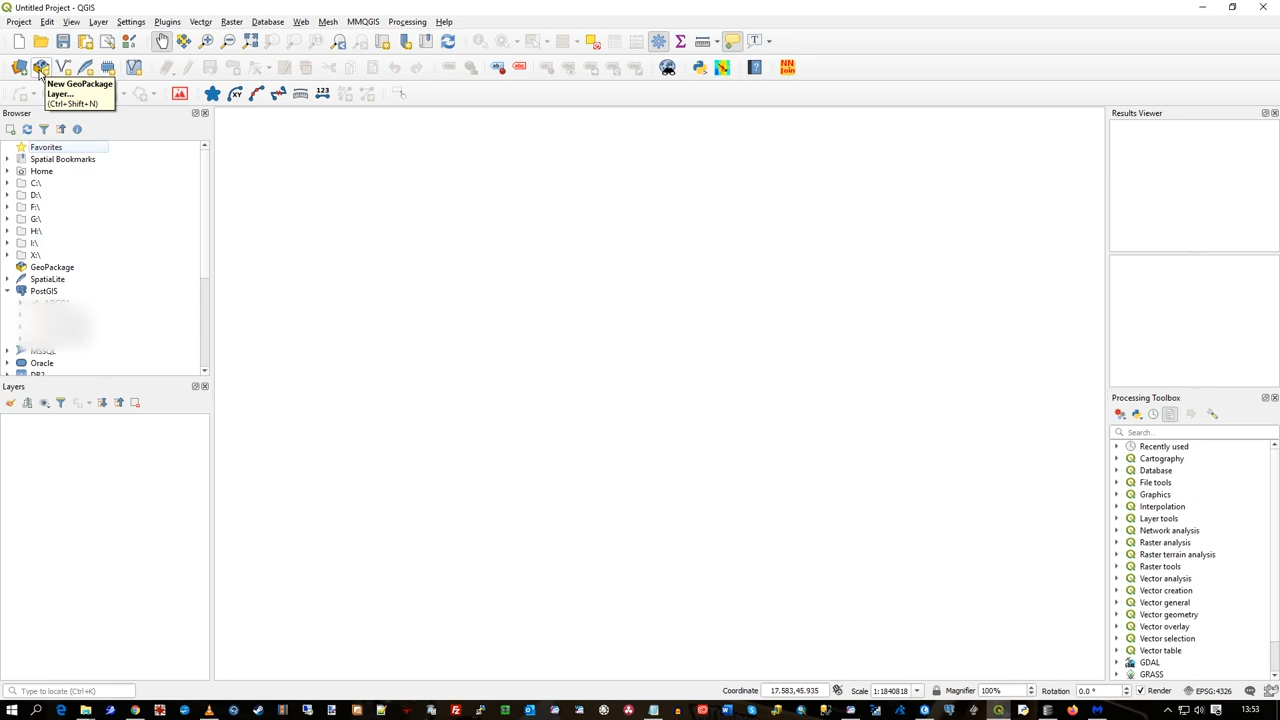 Untitled Project - QGIS
Project Edit View Layer Settings Plugins Vector Raster Database Web Mesh MMQGIS Processing Help
New GeoPackage
Layer...
(Ctrl+Shift+N)
123
NN
join
Browser
Favorites
Spatial Bookmarks
Home
C:\
D:\
F:\
G:\
H:\
I:\
X:\
GeoPackage
SpatiaLite
PostGIS
MSSQL
Oracle
DB2
Layers
Results Viewer
Processing Toolbox
Search...
Recently used
Cartography
Database
File tools
Graphics
Interpolation
Layer tools
Network analysis
Raster analysis
Raster terrain analysis
Raster tools
Vector analysis
Vector creation
Vector general
Vector geometry
Vector overlay
Vector selection
Vector table
GDAL
GRASS
Type to locate (Ctrl+K)
Coordinate 17.583,45.935 Scale 1:1840818 Magnifier 100% Rotation 0.0 ° Render EPSG:4326
13:53